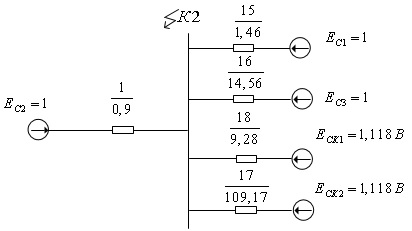 K2
15
1,46
E_C1 = 1
16
14,56
E_C3 = 1
1
0,9
E_C2 = 1
18
9,28
E_CK1 = 1,118 B
17
109,17
E_CK2 = 1,118 B